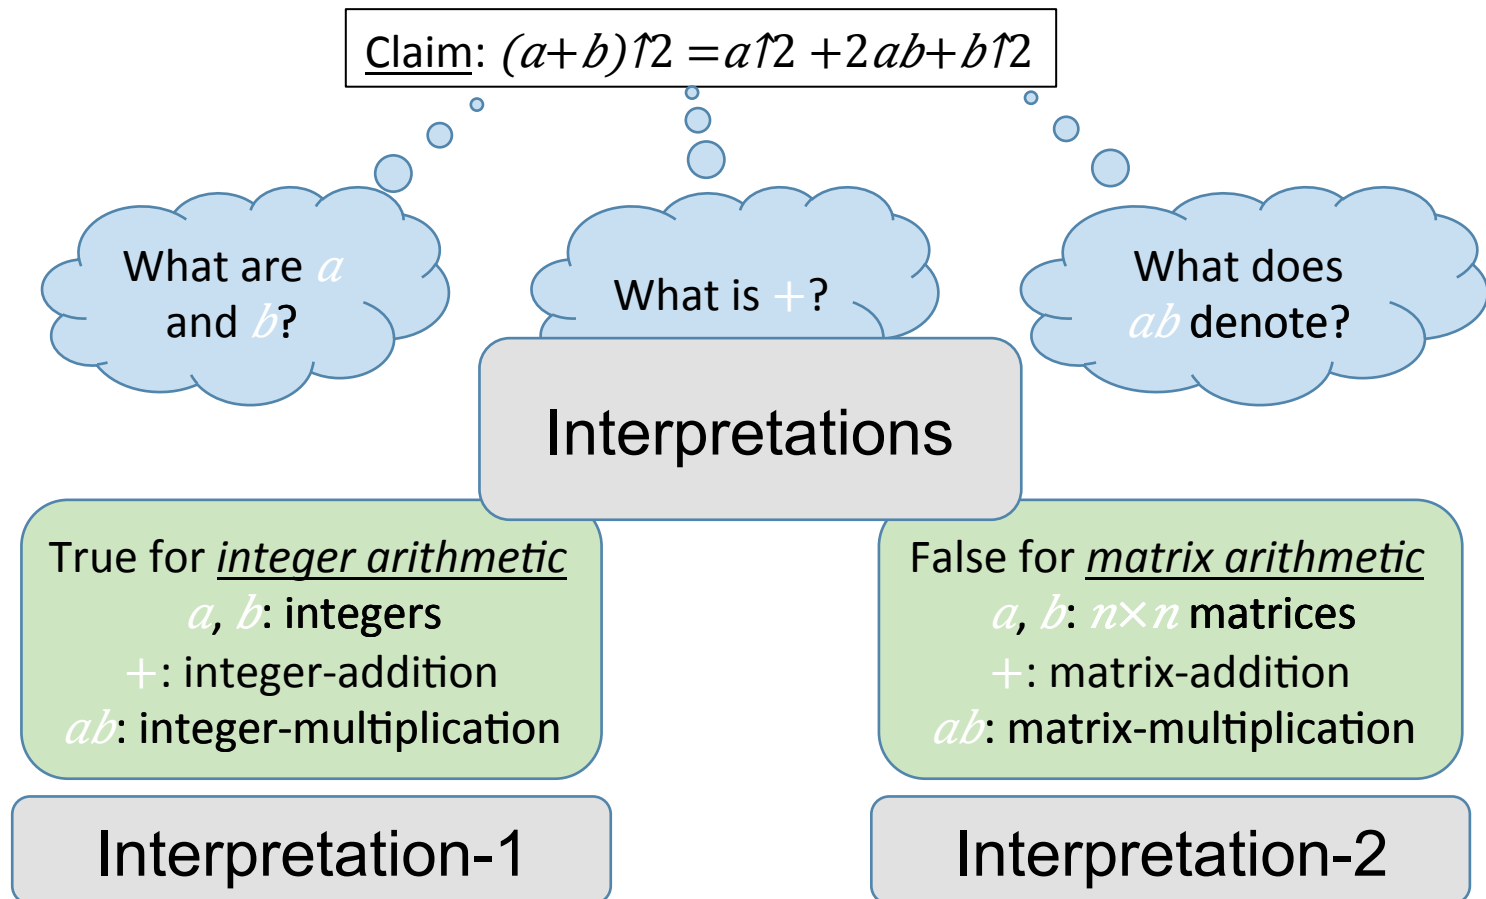 Claim: (a+b)↑2 =a↑2 +2ab+b↑2
What are a
and b?
What is +?
What does
ab denote?
Interpretations
True for integer arithmetic
a, b: integers
+: integer-addition
ab: integer-multiplication
False for matrix arithmetic
a, b: n×n matrices
+: matrix-addition
ab: matrix-multiplication
Interpretation-1
Interpretation-2